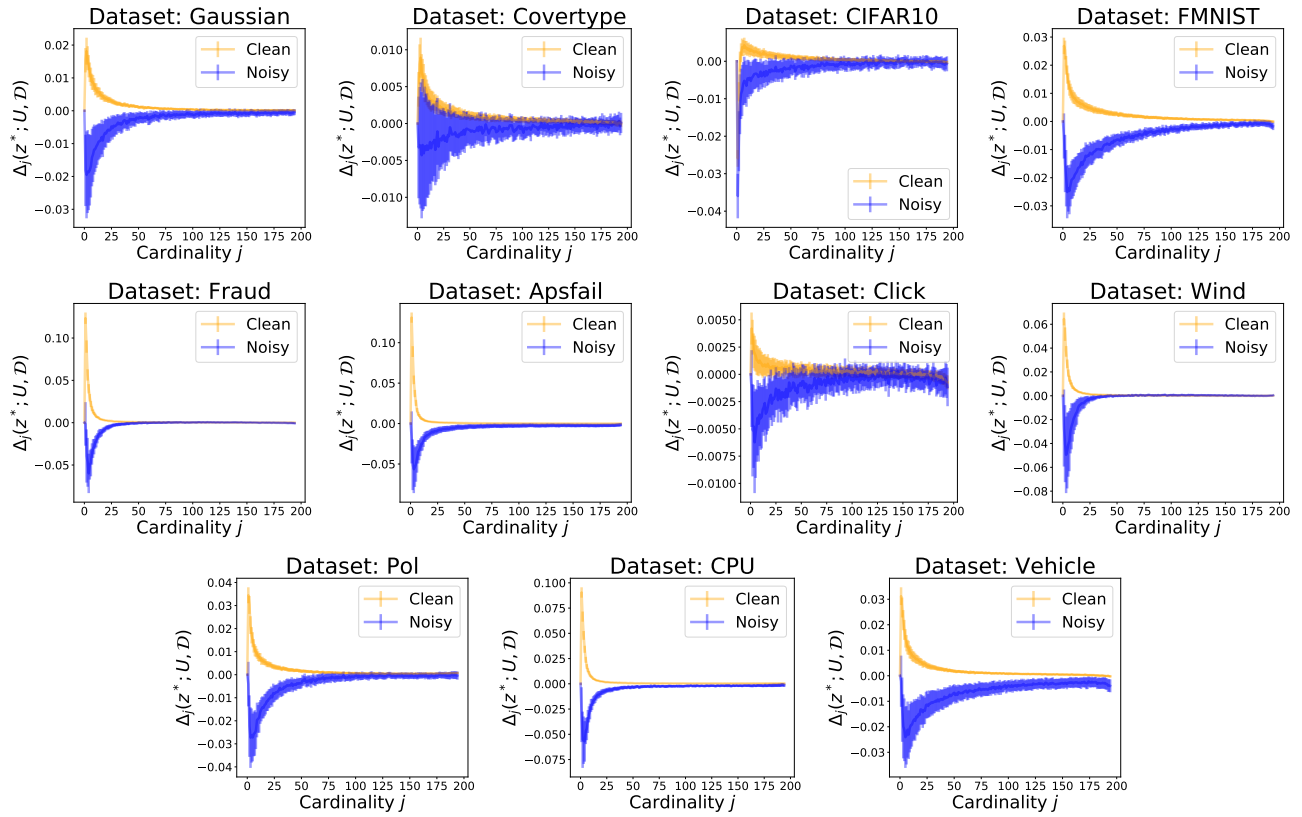 Dataset: Gaussian
Δj(z*; U, 𝒟)
0.02
0.01
0.00
−0.01
−0.02
−0.03
Clean
Noisy
0 25 50 75 100 125 150 175 200
Cardinality j
Dataset: Covertype
Δj(z*; U, 𝒟)
0.010
0.005
0.000
−0.005
−0.010
Clean
Noisy
0 25 50 75 100 125 150 175 200
Cardinality j
Dataset: CIFAR10
Δj(z*; U, 𝒟)
0.00
−0.01
−0.02
−0.03
−0.04
Clean
Noisy
0 25 50 75 100 125 150 175 200
Cardinality j
Dataset: FMNIST
Δj(z*; U, 𝒟)
0.03
0.02
0.01
0.00
−0.01
−0.02
−0.03
Clean
Noisy
0 25 50 75 100 125 150 175 200
Cardinality j
Dataset: Fraud
Δj(z*; U, 𝒟)
0.10
0.05
0.00
−0.05
Clean
Noisy
0 25 50 75 100 125 150 175 200
Cardinality j
Dataset: Apsfail
Δj(z*; U, 𝒟)
0.10
0.05
0.00
−0.05
Clean
Noisy
0 25 50 75 100 125 150 175 200
Cardinality j
Dataset: Click
Δj(z*; U, 𝒟)
0.0050
0.0025
0.0000
−0.0025
−0.0050
−0.0075
−0.0100
Clean
Noisy
0 25 50 75 100 125 150 175 200
Cardinality j
Dataset: Wind
Δj(z*; U, 𝒟)
0.06
0.04
0.02
0.00
−0.02
−0.04
−0.06
−0.08
Clean
Noisy
0 25 50 75 100 125 150 175 200
Cardinality j
Dataset: Pol
Δj(z*; U, 𝒟)
0.04
0.03
0.02
0.01
0.00
−0.01
−0.02
−0.03
−0.04
Clean
Noisy
0 25 50 75 100 125 150 175 200
Cardinality j
Dataset: CPU
Δj(z*; U, 𝒟)
0.100
0.075
0.050
0.025
0.000
−0.025
−0.050
−0.075
Clean
Noisy
0 25 50 75 100 125 150 175 200
Cardinality j
Dataset: Vehicle
Δj(z*; U, 𝒟)
0.03
0.02
0.01
0.00
−0.01
−0.02
−0.03
Clean
Noisy
0 25 50 75 100 125 150 175 200
Cardinality j